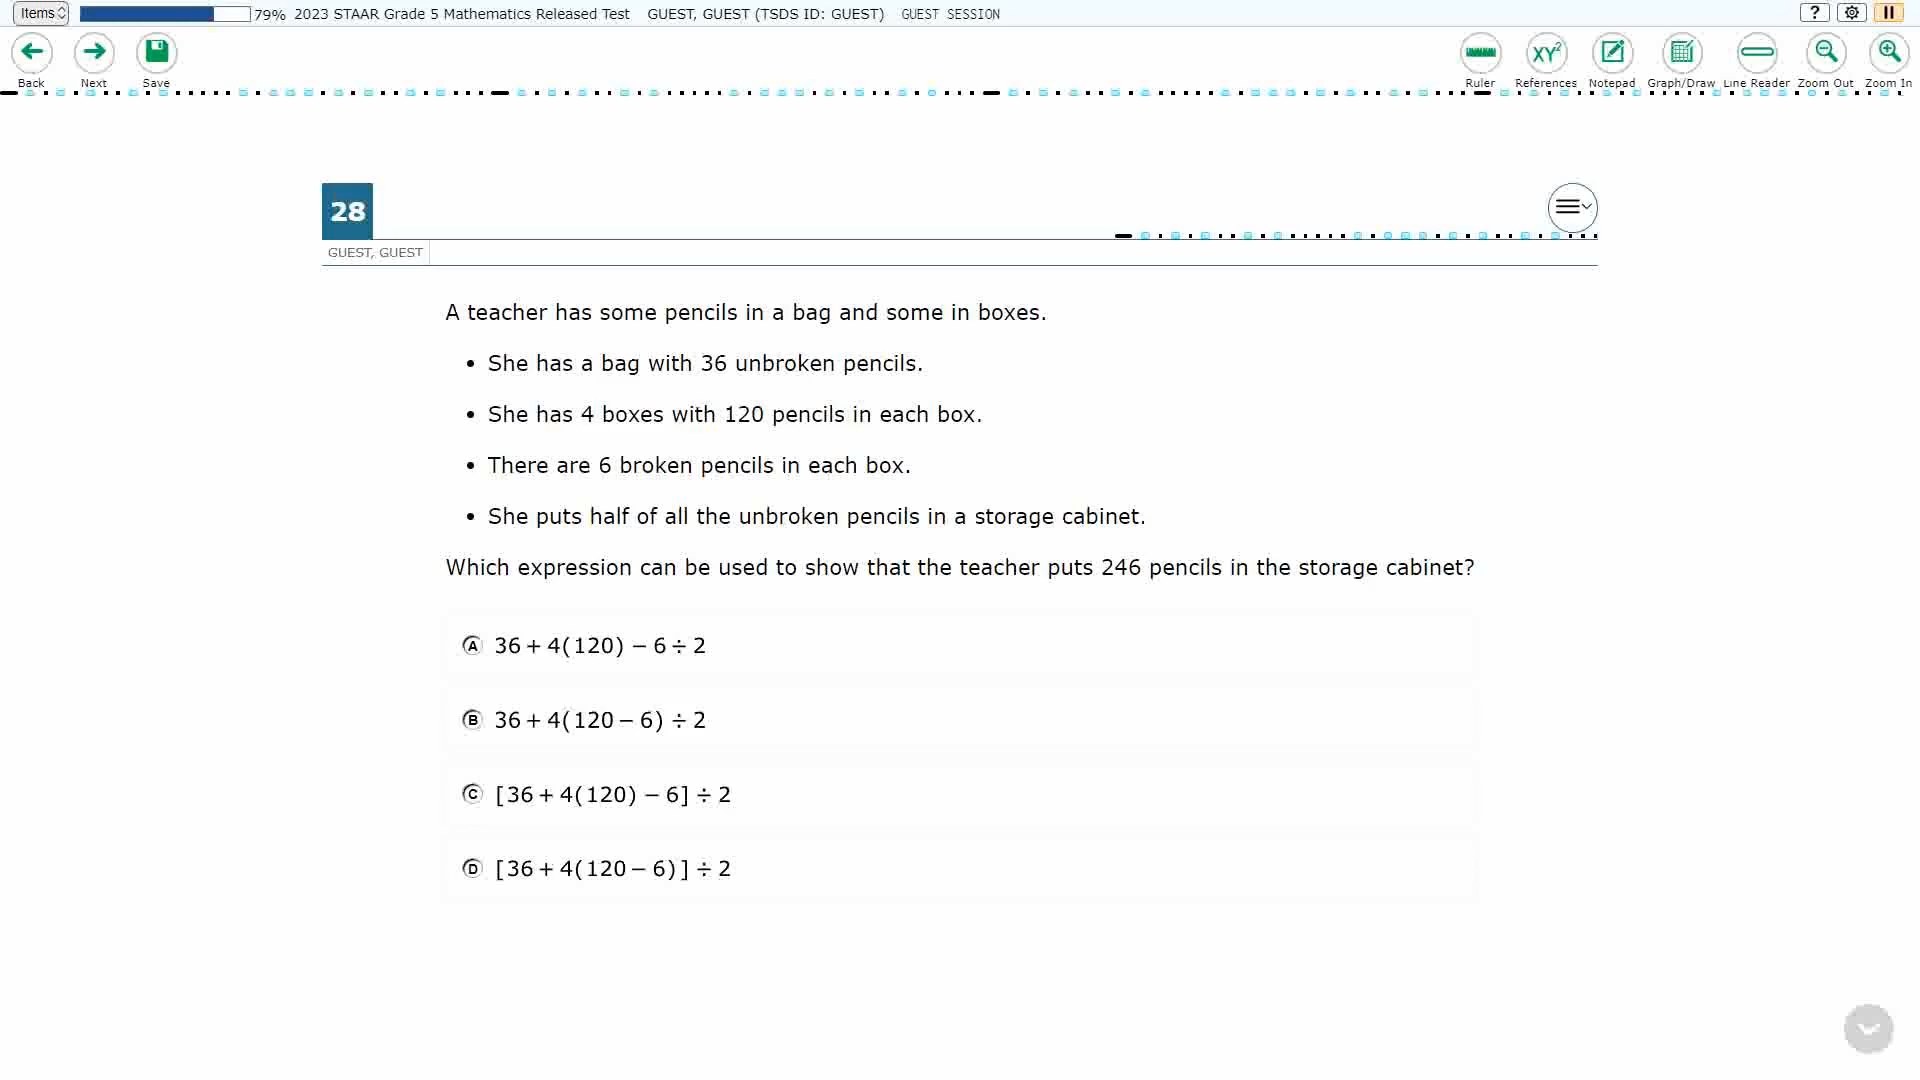 Items 79% 2023 STAAR Grade 5 Mathematics Released Test GUEST, GUEST (TSDS ID: GUEST) GUEST SESSION ?
XY²
Back Next Save Ruler References Notepad Graph/Draw Line Reader Zoom Out Zoom In
28
GUEST, GUEST
A teacher has some pencils in a bag and some in boxes.
• She has a bag with 36 unbroken pencils.
• She has 4 boxes with 120 pencils in each box.
• There are 6 broken pencils in each box.
• She puts half of all the unbroken pencils in a storage cabinet.
Which expression can be used to show that the teacher puts 246 pencils in the storage cabinet?
A 36 + 4(120) − 6 ÷ 2
B 36 + 4(120 − 6) ÷ 2
C [36 + 4(120) − 6] ÷ 2
D [36 + 4(120 − 6)] ÷ 2